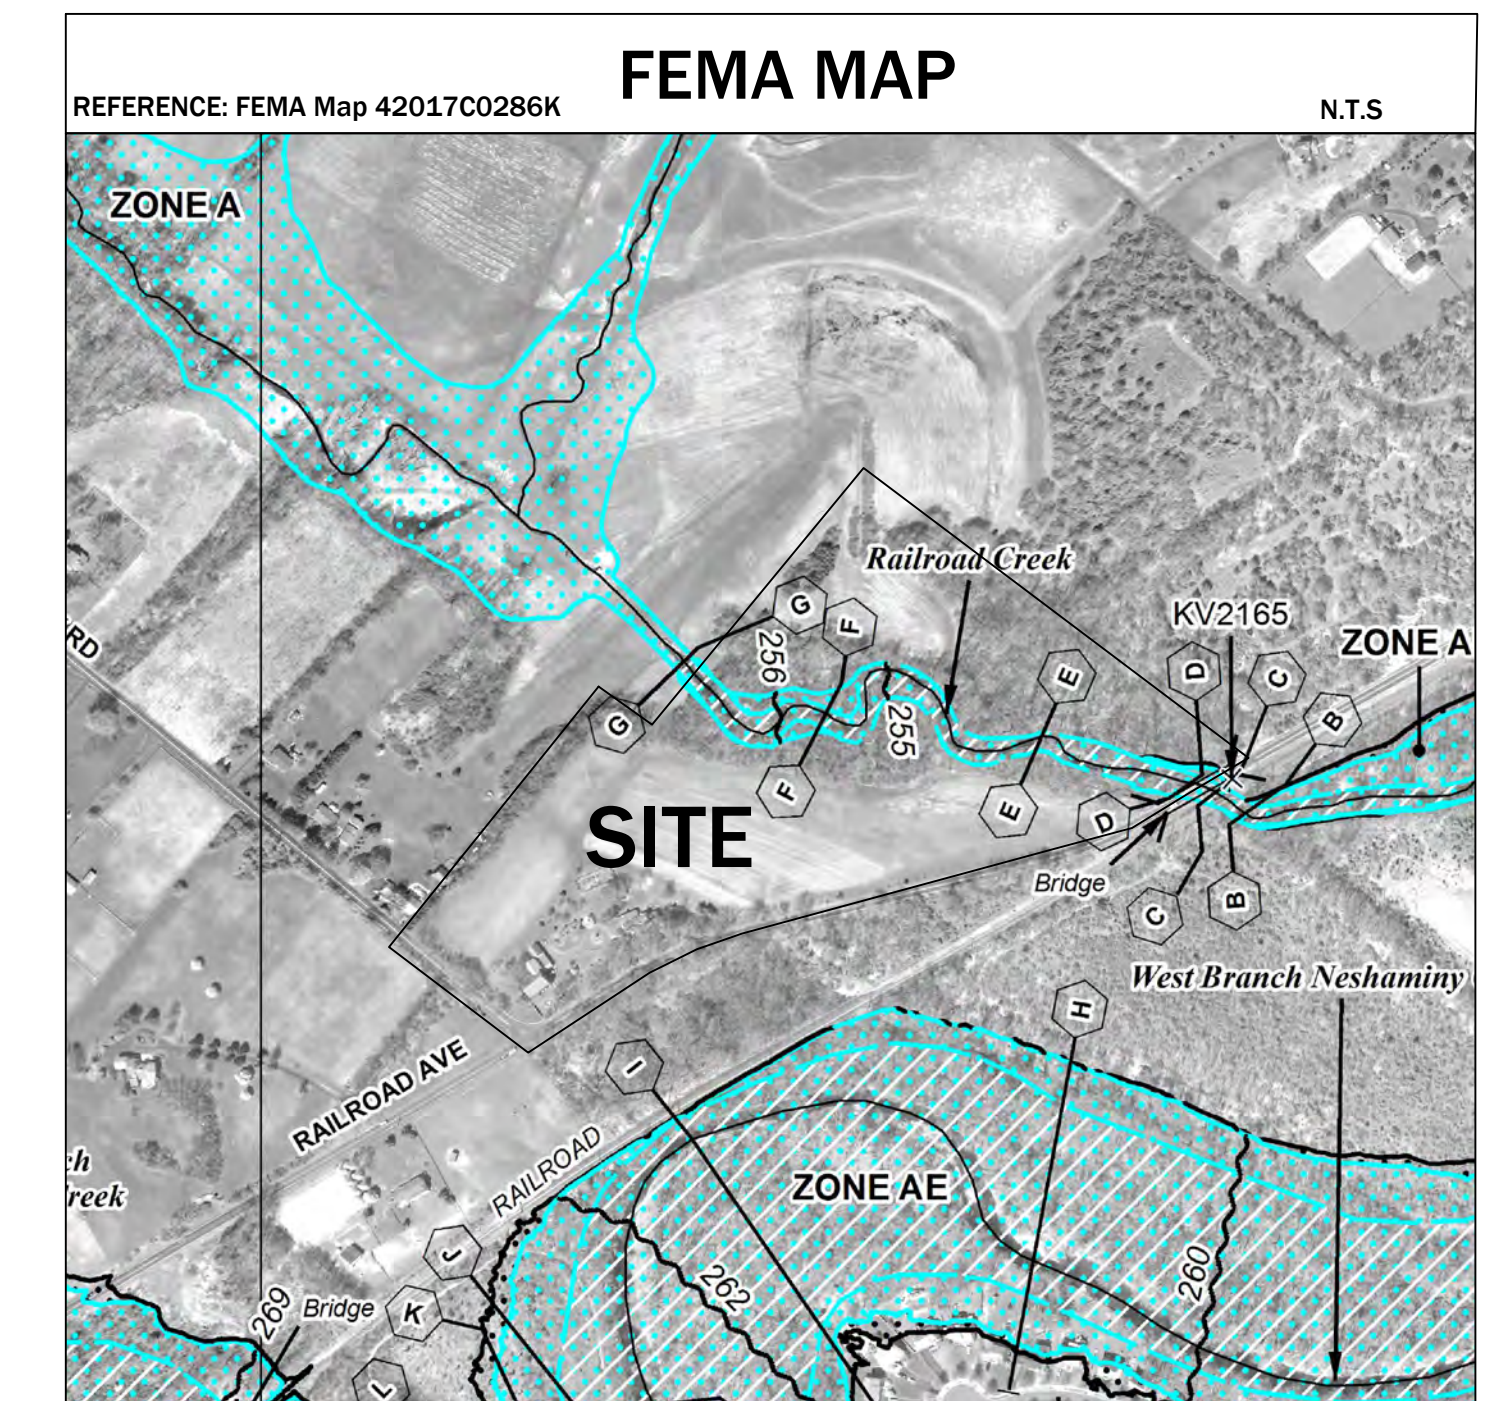 FEMA MAP
REFERENCE: FEMA Map 42017C0286K
N.T.S
ZONE A
Railroad Creek
KV2165
ZONE A
RD
G
F
256
E
D
C
B
G
255
F
E
D
SITE
Bridge
C
B
West Branch Neshaminy
H
I
RAILROAD AVE
RAILROAD
ch
reek
ZONE AE
J
260
262
269
Bridge
K
L